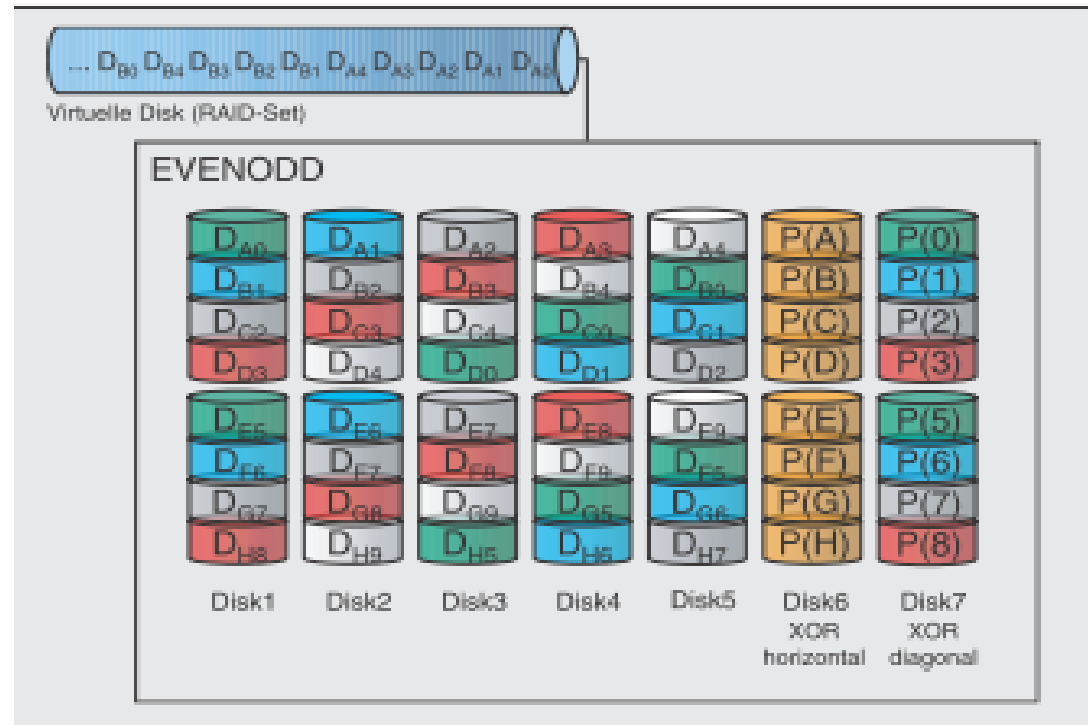 ... DB0 DB4 DB3 DB2 DB1 DA4 DA3 DA2 DA1 DA0
Virtuelle Disk (RAID-Set)
EVENODD
DA0 DA1 DA2 DA3 DA4 P(A) P(0)
DB1 DB2 DB3 DB4 DB0 P(B) P(1)
DC2 DC3 DC4 DC0 DC1 P(C) P(2)
DD3 DD4 DD0 DD1 DD2 P(D) P(3)
DE5 DE6 DE7 DE8 DE9 P(E) P(5)
DF6 DF7 DF8 DF9 DF5 P(F) P(6)
DG7 DG8 DG9 DG5 DG6 P(G) P(7)
DH8 DH9 DH5 DH6 DH7 P(H) P(8)
Disk1 Disk2 Disk3 Disk4 Disk5 Disk6 Disk7
XOR XOR
horizontal diagonal